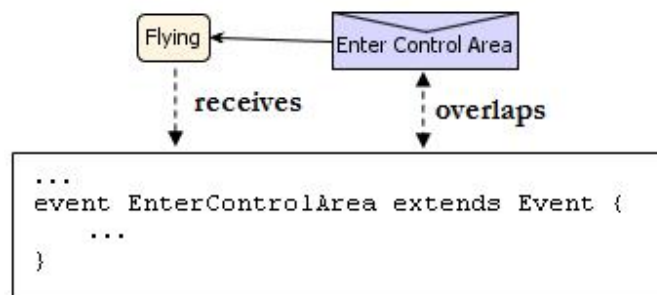 Flying
Enter Control Area
receives
overlaps
...
event EnterControlArea extends Event {
...
}